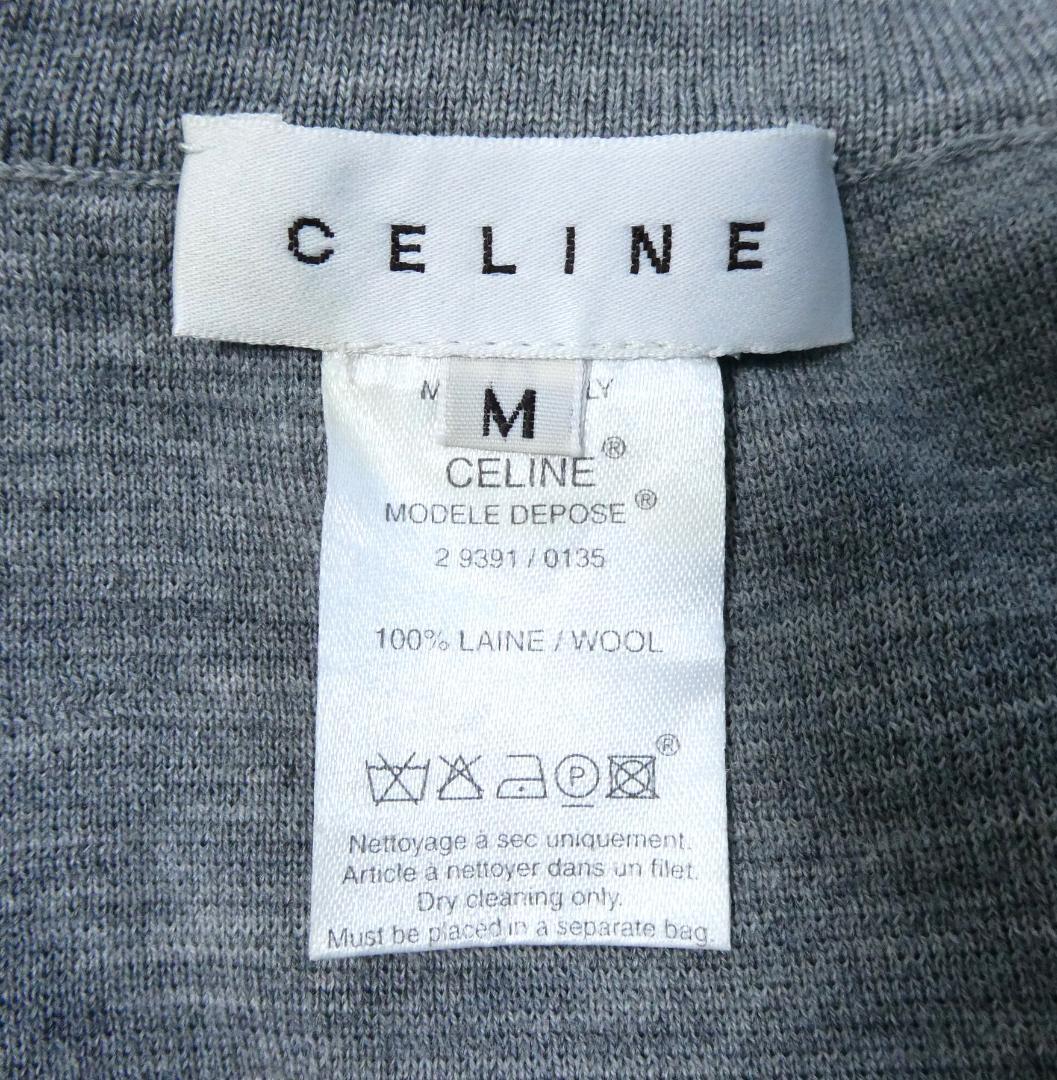 CELINE
M
CELINE®
MODELE DEPOSE®
2 9391 / 0135
100% LAINE / WOOL
P
®
Nettoyage à sec uniquement.
Article à nettoyer dans un filet.
Dry cleaning only.
Must be placed in a separate bag.